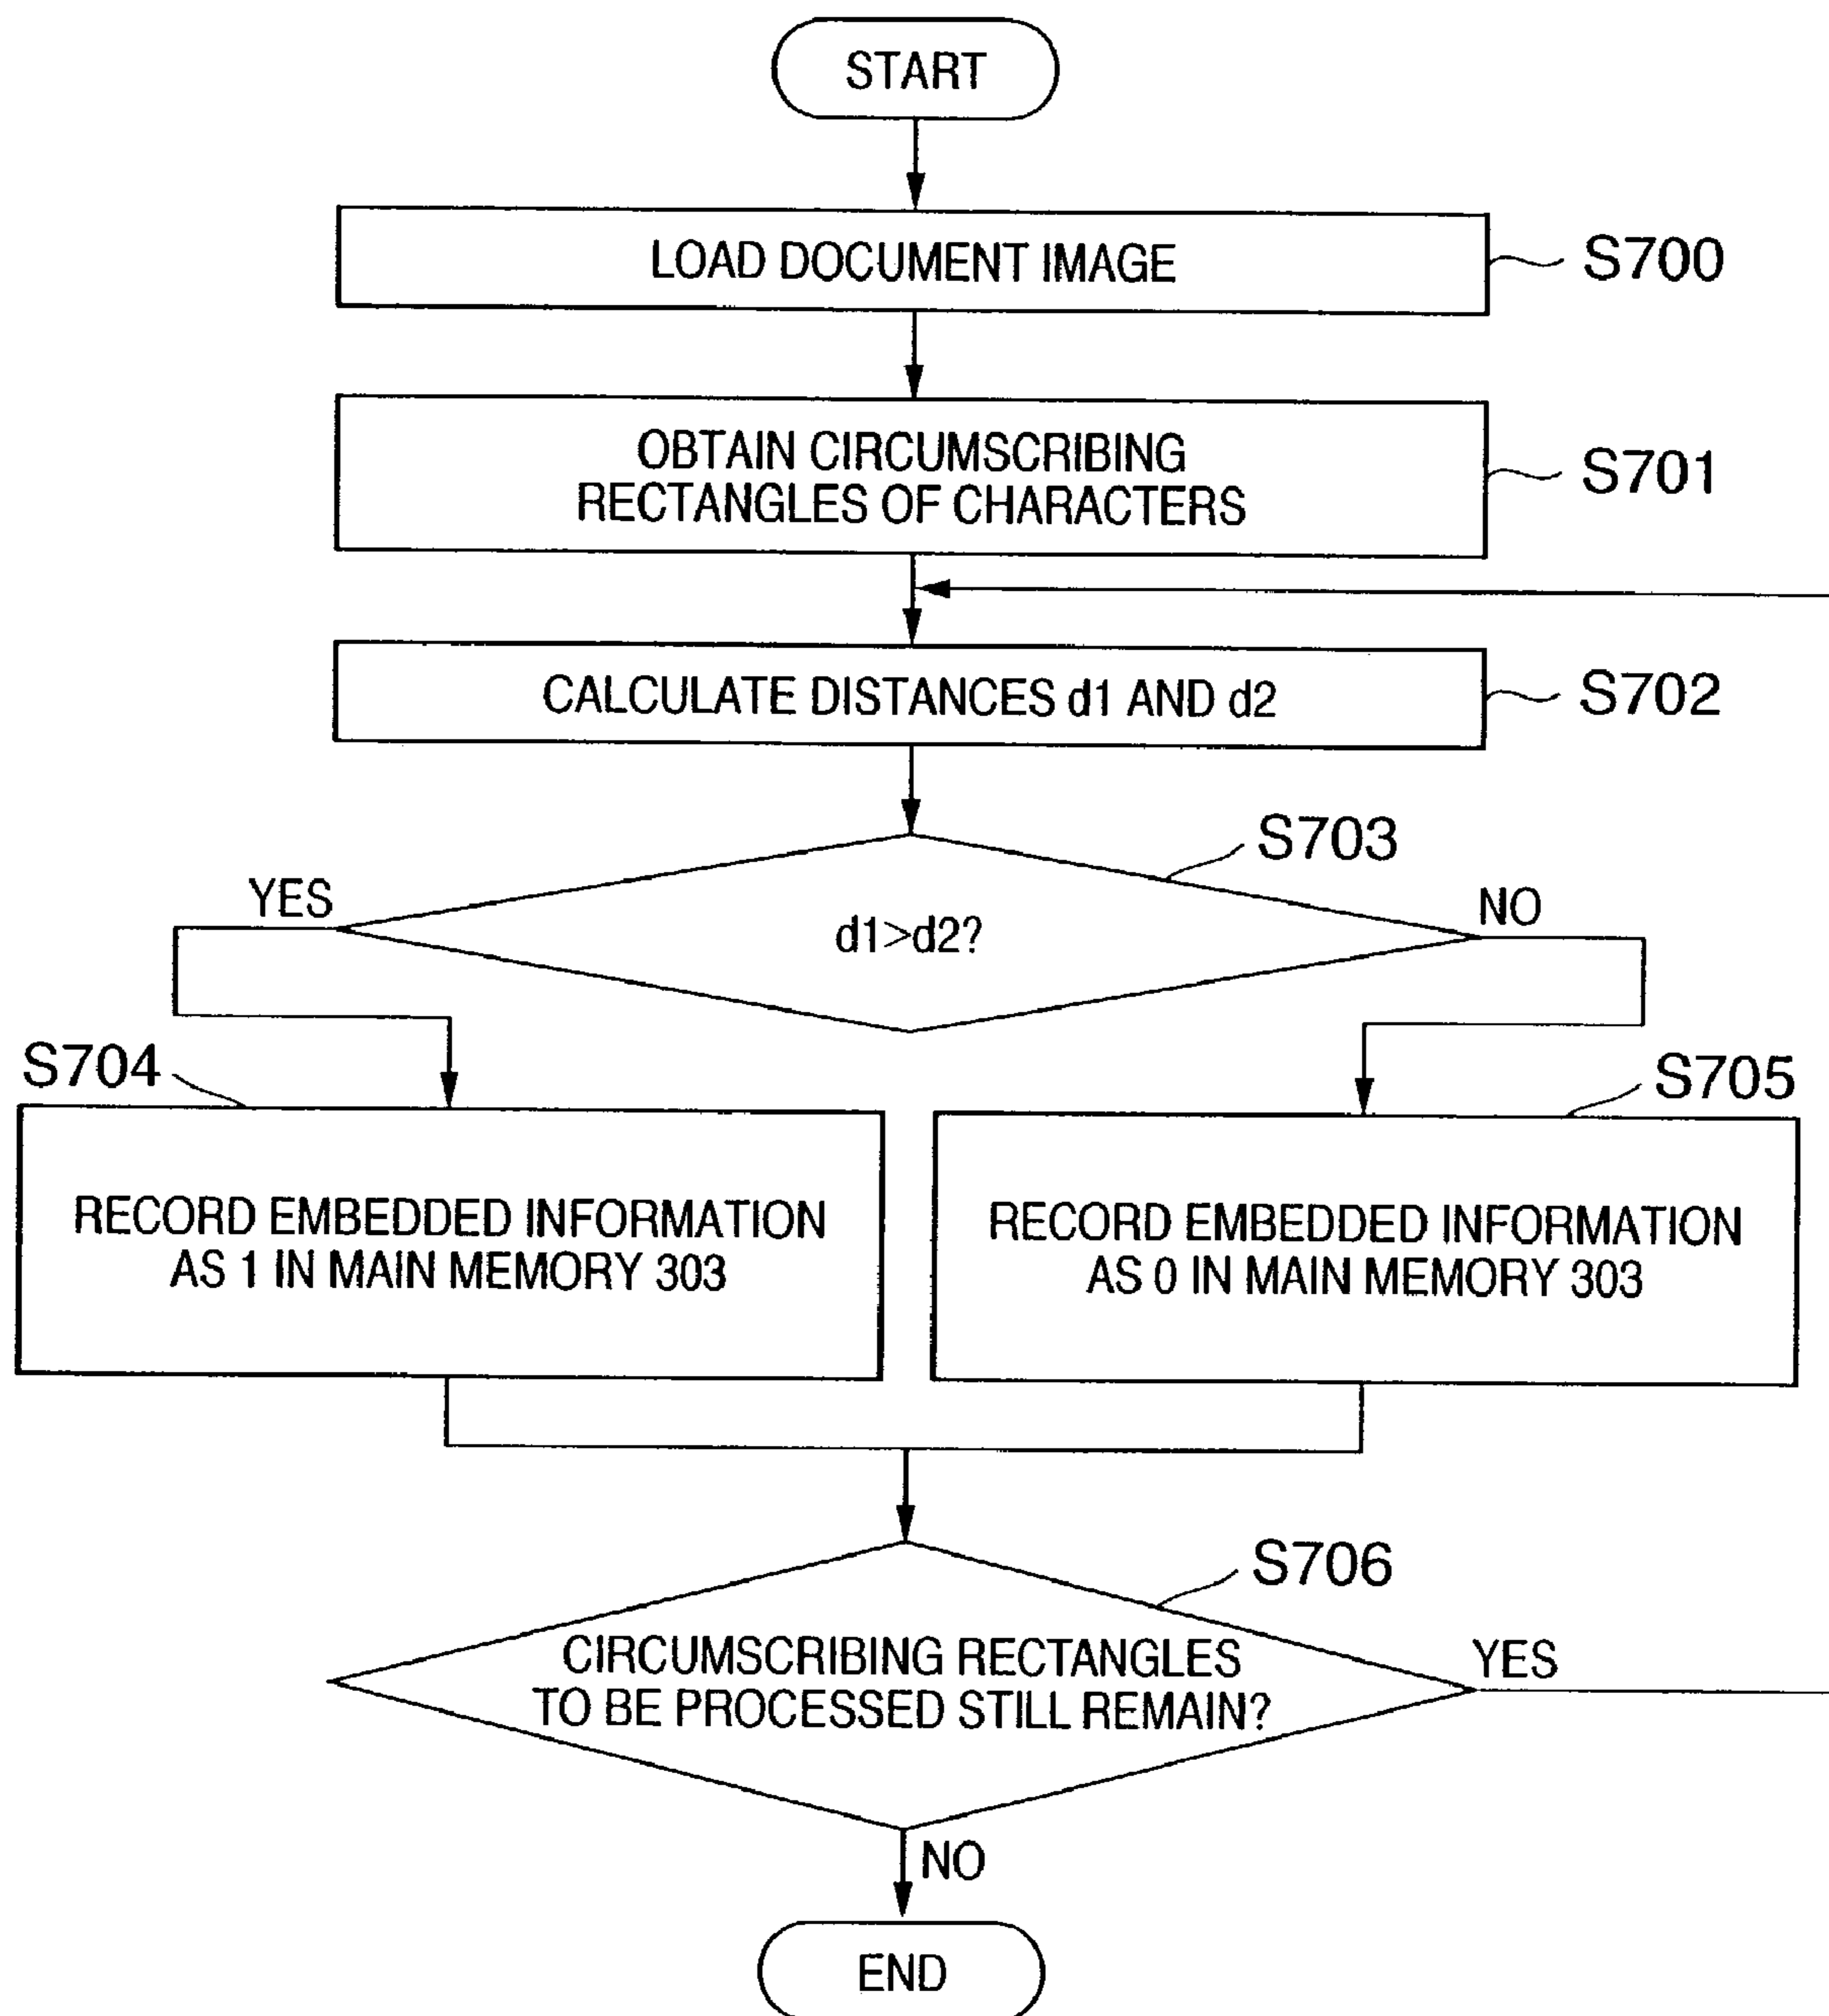 START
LOAD DOCUMENT IMAGE
S700
OBTAIN CIRCUMSCRIBING
RECTANGLES OF CHARACTERS
S701
CALCULATE DISTANCES d1 AND d2
S702
S703
YES
d1>d2?
NO
S704
S705
RECORD EMBEDDED INFORMATION
AS 1 IN MAIN MEMORY 303
RECORD EMBEDDED INFORMATION
AS 0 IN MAIN MEMORY 303
S706
CIRCUMSCRIBING RECTANGLES
TO BE PROCESSED STILL REMAIN?
YES
NO
END